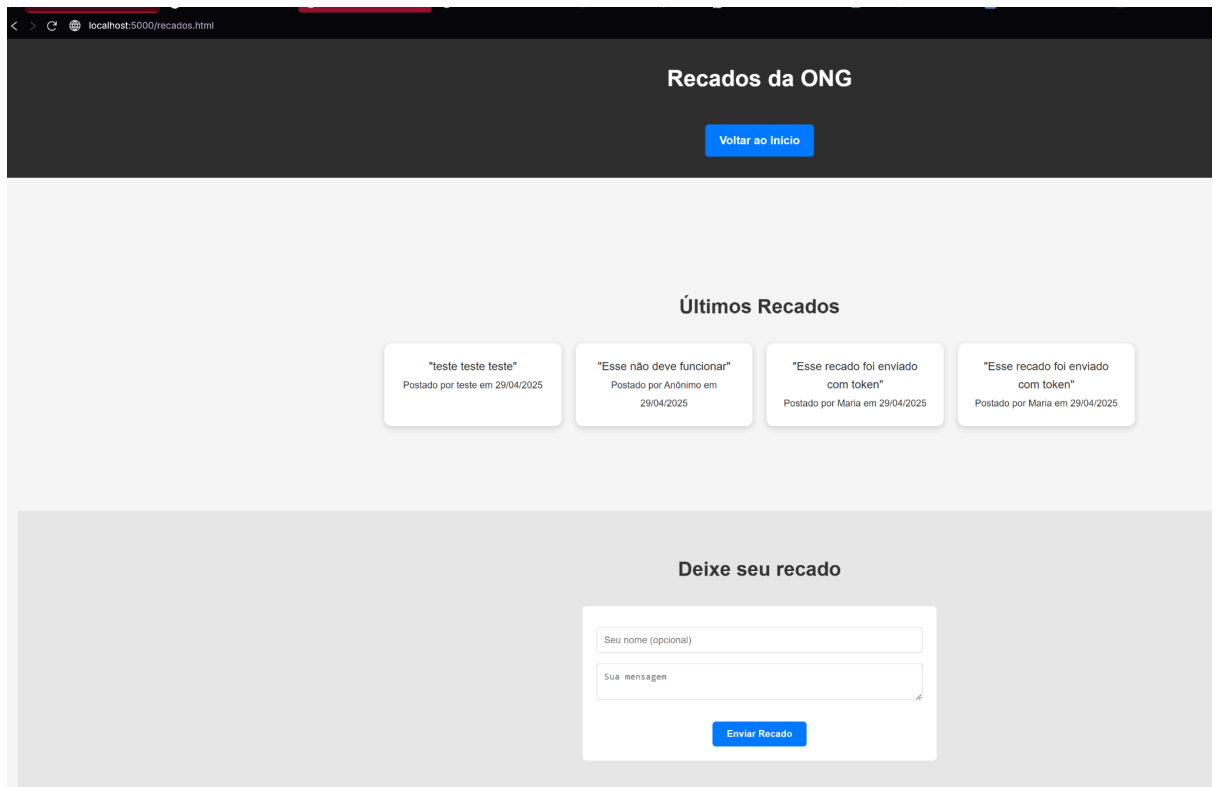 localhost:5000/recados.html
Recados da ONG
Voltar ao Início
Últimos Recados
"teste teste teste"
Postado por teste em 29/04/2025
"Esse não deve funcionar"
Postado por Anônimo em
29/04/2025
"Esse recado foi enviado
com token"
Postado por Maria em 29/04/2025
"Esse recado foi enviado
com token"
Postado por Maria em 29/04/2025
Deixe seu recado
Seu nome (opcional)
Sua mensagem
Enviar Recado